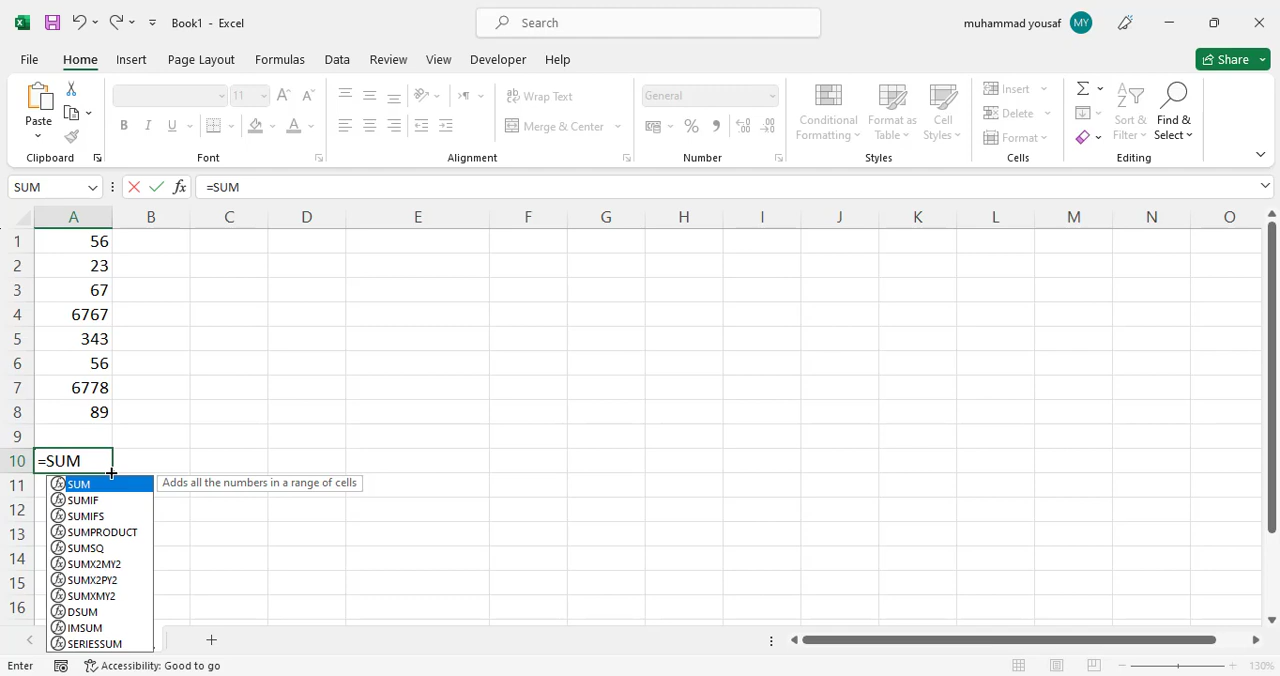 Book1 - Excel
Search
muhammad yousaf
MY
File Home Insert Draw Page Layout Formulas Data Review View Developer Help
Share
Paste
11
Wrap Text
Merge & Center
General
Conditional Formatting
Format as Table
Cell Styles
Insert
Delete
Format
Sort & Filter
Find & Select
Clipboard Font Alignment Number Styles Cells Editing
SUM
fx
=SUM
A B C D E F G H I J K L M N O
1 56
2 23
3 67
4 6767
5 343
6 56
7 6778
8 89
9
10 =SUM
11 SUM Adds all the numbers in a range of cells
SUMIF
12 SUMIFS
13 SUMPRODUCT
SUMSQ
14 SUMX2MY2
15 SUMX2PY2
SUMXMY2
16 DSUM
IMSUM
SERIESSUM
Enter
Accessibility: Good to go
130%